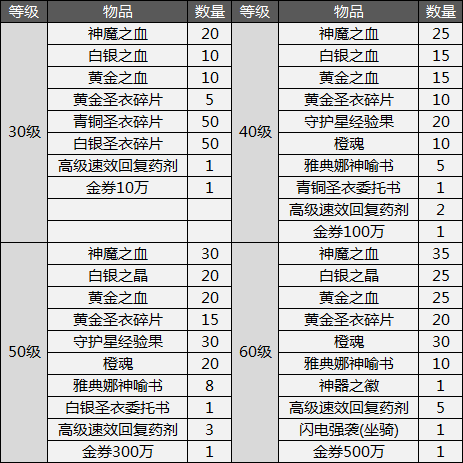 等级 物品 数量 等级 物品 数量
30级
神魔之血 20
白银之血 10
黄金之血 10
黄金圣衣碎片 5
青铜圣衣碎片 50
白银圣衣碎片 50
高级速效回复药剂 1
金券10万 1
40级
神魔之血 25
白银之血 15
黄金之血 15
黄金圣衣碎片 10
守护星经验果 20
橙魂 10
雅典娜神喻书 5
青铜圣衣委托书 1
高级速效回复药剂 2
金券100万 1
50级
神魔之血 30
白银之晶 20
黄金之血 20
黄金圣衣碎片 15
守护星经验果 30
橙魂 20
雅典娜神喻书 8
白银圣衣委托书 1
高级速效回复药剂 3
金券300万 1
60级
神魔之血 35
白银之晶 25
黄金之血 25
黄金圣衣碎片 20
橙魂 30
雅典娜神喻书 10
神器之徽 1
高级速效回复药剂 5
闪电强袭(坐骑) 1
金券500万 1